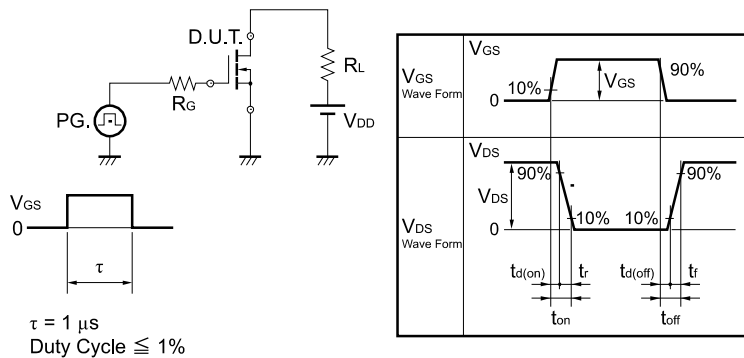 D.U.T.
RL
RG
PG.
VDD
VGS
0
τ
τ = 1 μs
Duty Cycle ≦ 1%
VGS
Wave Form
VGS
10%
90%
VGS
0
VDS
Wave Form
VDS
90%
90%
VDS
10%
10%
0
td(on)
tr
td(off)
tf
ton
toff